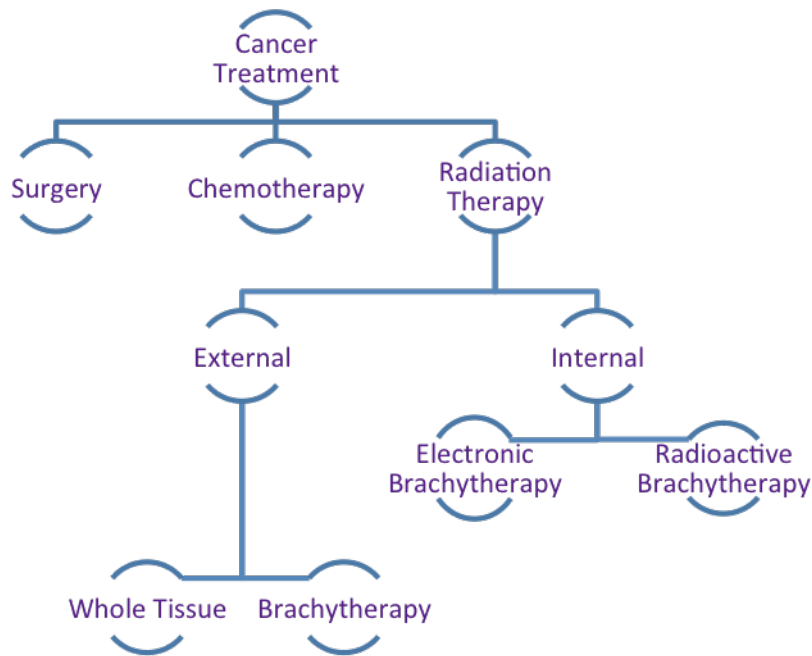 Cancer
Treatment
Surgery
Chemotherapy
Radiation
Therapy
External
Internal
Electronic
Brachytherapy
Radioactive
Brachytherapy
Whole Tissue
Brachytherapy